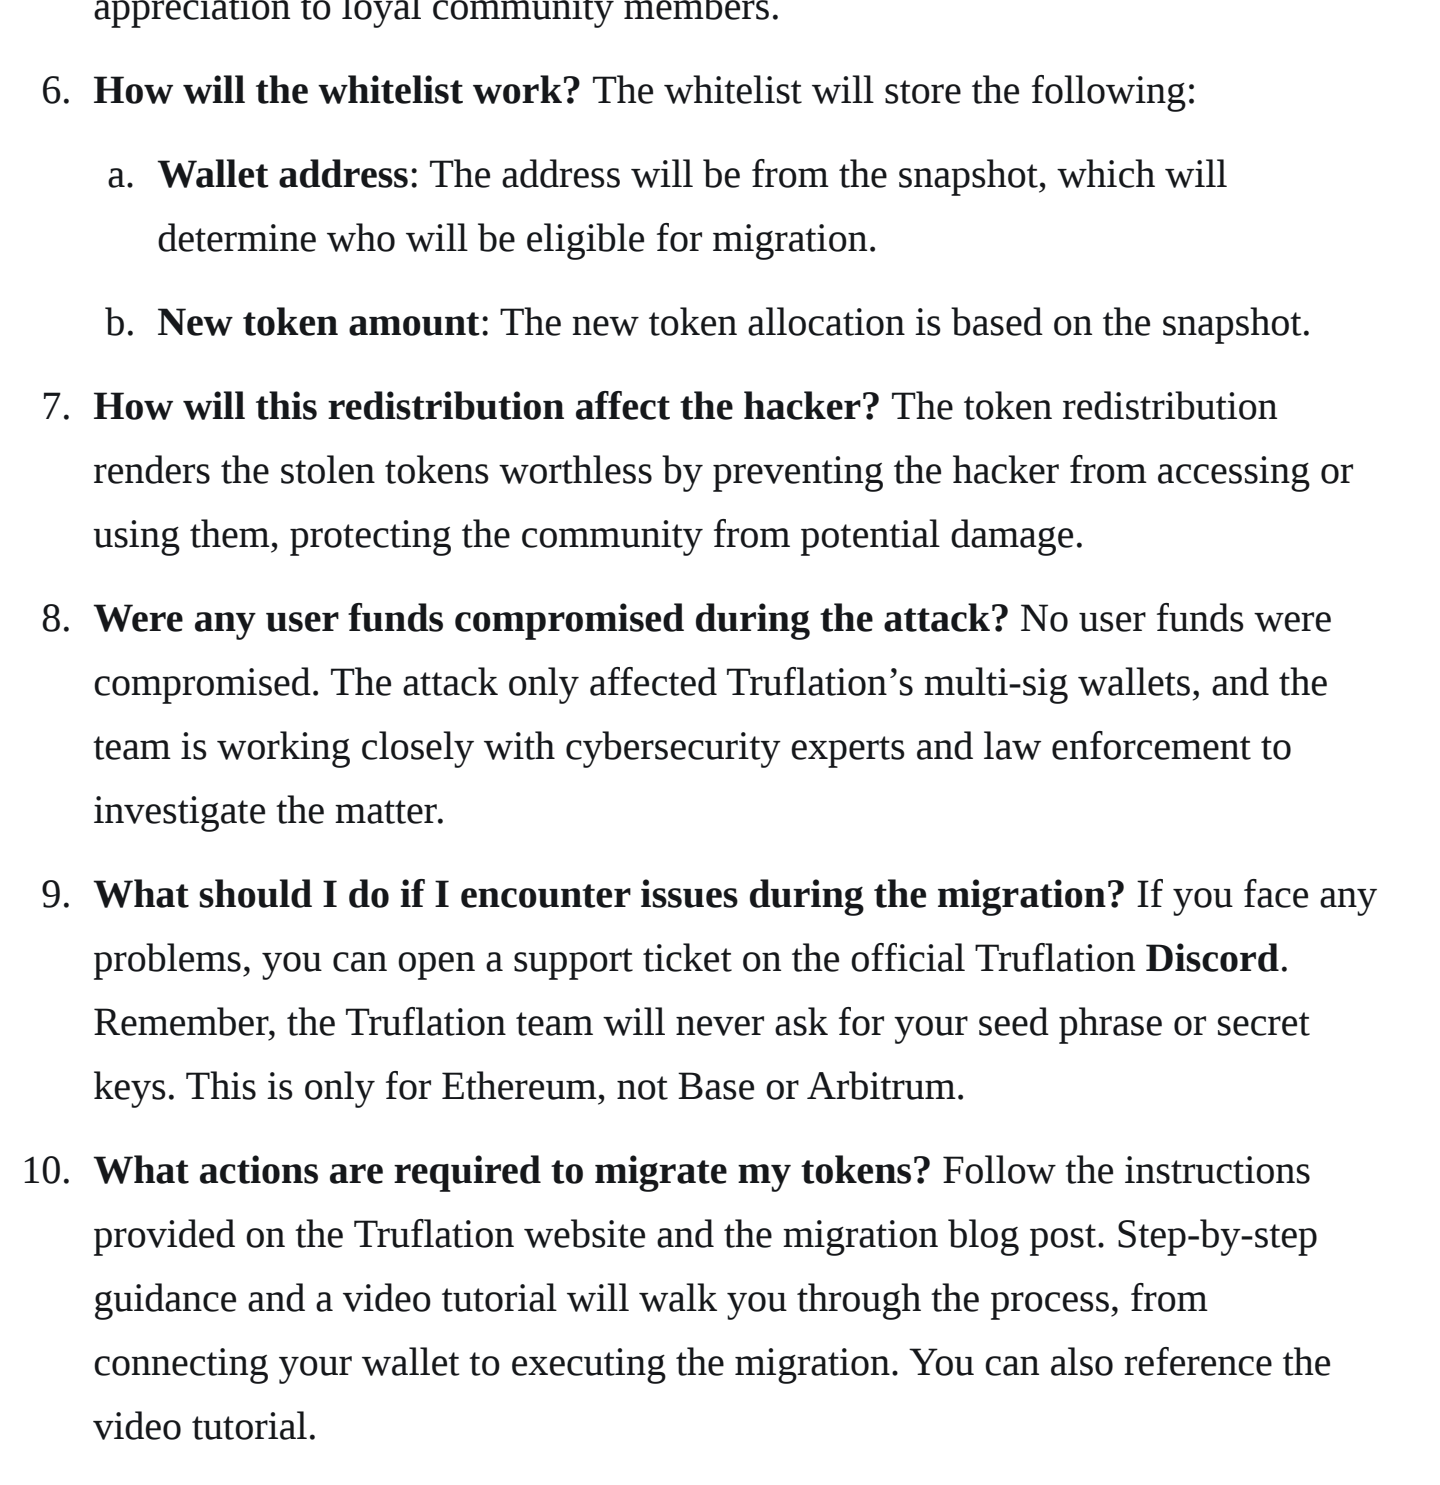 appreciation to loyal community members.
6. How will the whitelist work? The whitelist will store the following:
a. Wallet address: The address will be from the snapshot, which will
determine who will be eligible for migration.
b. New token amount: The new token allocation is based on the snapshot.
7. How will this redistribution affect the hacker? The token redistribution
renders the stolen tokens worthless by preventing the hacker from accessing or
using them, protecting the community from potential damage.
8. Were any user funds compromised during the attack? No user funds were
compromised. The attack only affected Truflation’s multi-sig wallets, and the
team is working closely with cybersecurity experts and law enforcement to
investigate the matter.
9. What should I do if I encounter issues during the migration? If you face any
problems, you can open a support ticket on the official Truflation Discord.
Remember, the Truflation team will never ask for your seed phrase or secret
keys. This is only for Ethereum, not Base or Arbitrum.
10. What actions are required to migrate my tokens? Follow the instructions
provided on the Truflation website and the migration blog post. Step-by-step
guidance and a video tutorial will walk you through the process, from
connecting your wallet to executing the migration. You can also reference the
video tutorial.